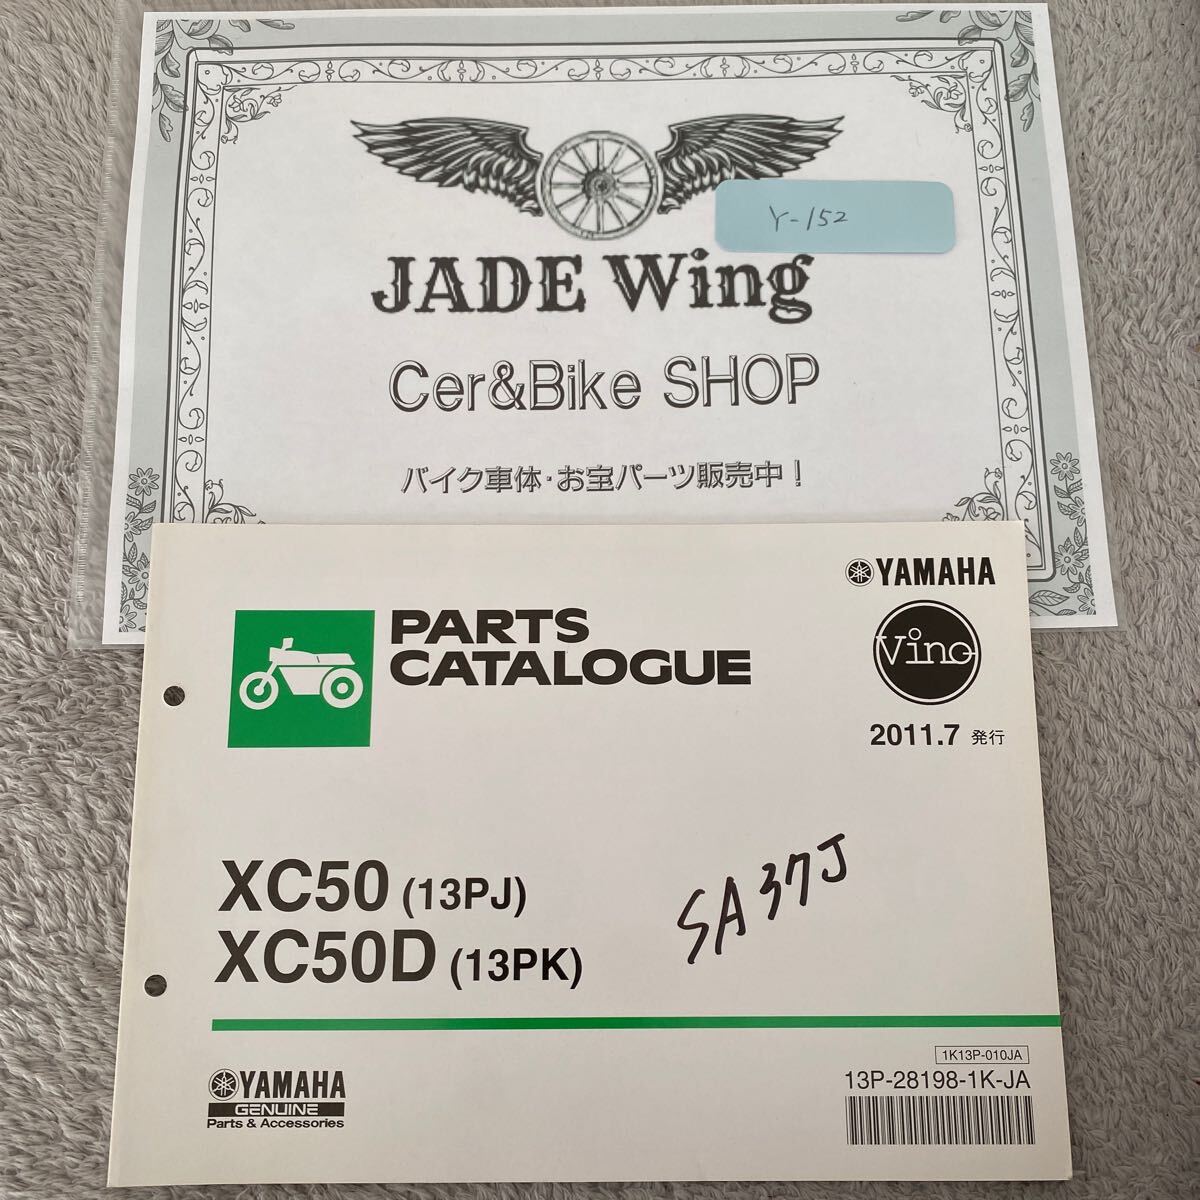 Y-152
JADE Wing
Cer&Bike SHOP
バイク車体・お宝パーツ販売中！
YAMAHA
PARTS
CATALOGUE
Vino
2011.7 発行
XC50 (13PJ)
XC50D (13PK)
SA37J
1K13P-010JA
13P-28198-1K-JA
YAMAHA
GENUINE
Parts & Accessories